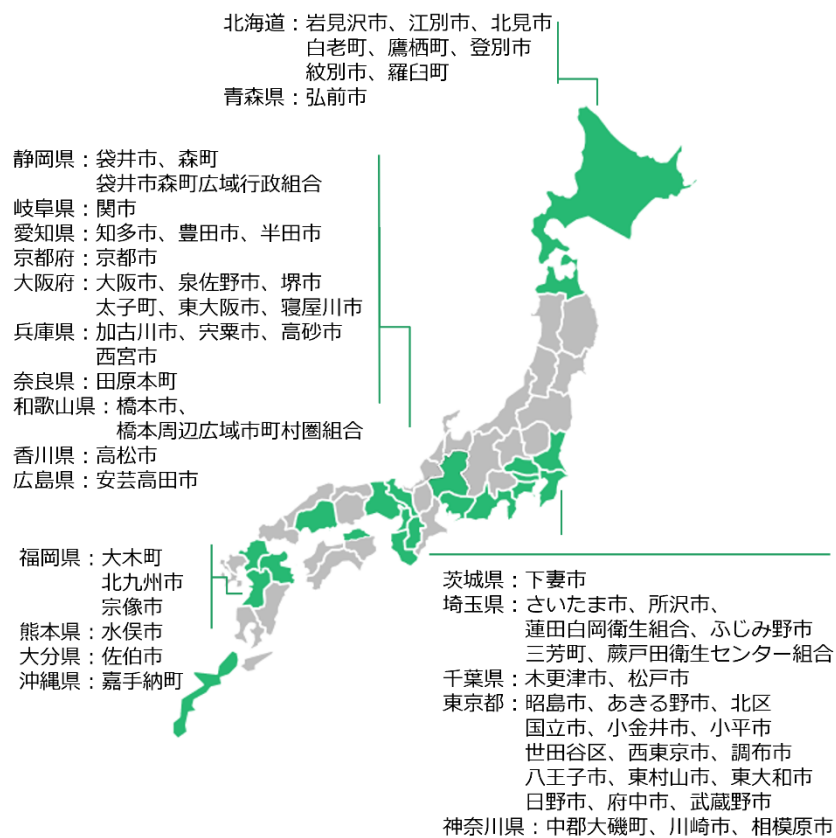 北海道：岩見沢市、江別市、北見市
白老町、鷹栖町、登別市
紋別市、羅臼町
青森県：弘前市
静岡県：袋井市、森町
袋井市森町広域行政組合
岐阜県：関市
愛知県：知多市、豊田市、半田市
京都府：京都市
大阪府：大阪市、泉佐野市、堺市
太子町、東大阪市、寝屋川市
兵庫県：加古川市、宍粟市、高砂市
西宮市
奈良県：田原本町
和歌山県：橋本市、
橋本周辺広域市町村圏組合
香川県：高松市
広島県：安芸高田市
福岡県：大木町
北九州市
宗像市
熊本県：水俣市
大分県：佐伯市
沖縄県：嘉手納町
茨城県：下妻市
埼玉県：さいたま市、所沢市、
蓮田白岡衛生組合、ふじみ野市
三芳町、蕨戸田衛生センター組合
千葉県：木更津市、松戸市
東京都：昭島市、あきる野市、北区
国立市、小金井市、小平市
世田谷区、西東京市、調布市
八王子市、東村山市、東大和市
日野市、府中市、武蔵野市
神奈川県：中郡大磯町、川崎市、相模原市